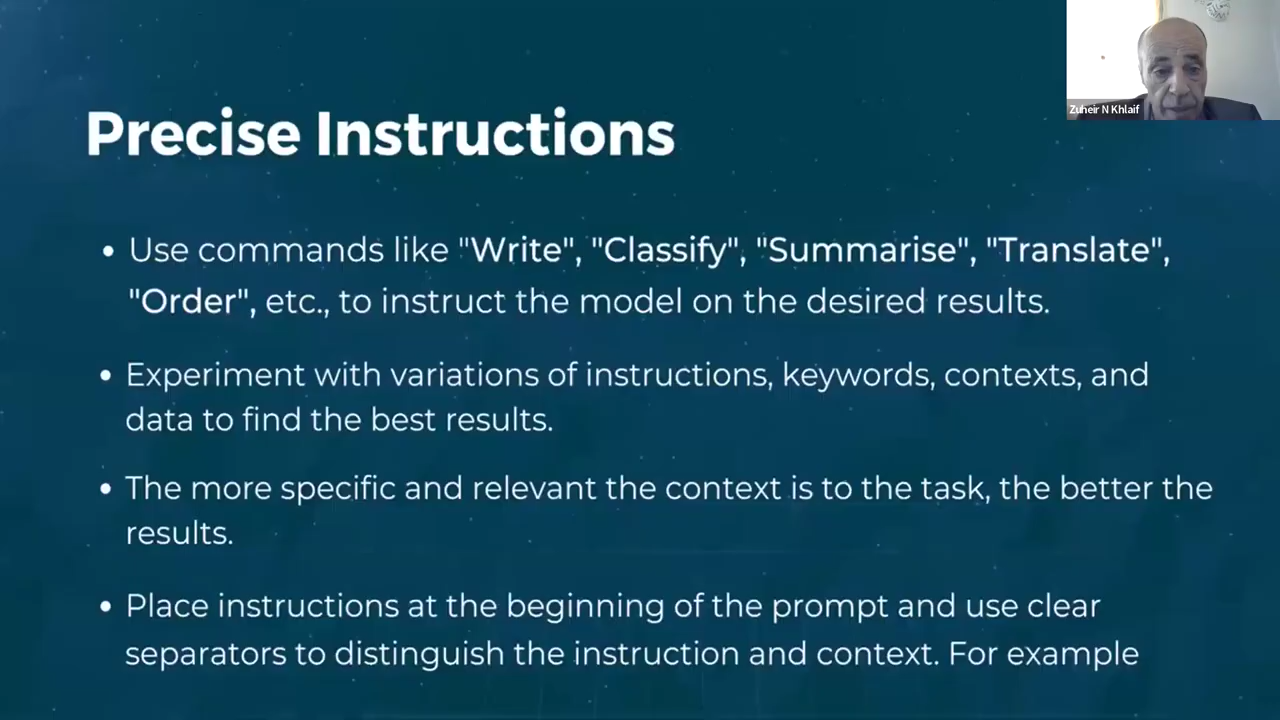 Precise Instructions
Zuheir N Khlaif
• Use commands like "Write", "Classify", "Summarise", "Translate",
"Order", etc., to instruct the model on the desired results.
• Experiment with variations of instructions, keywords, contexts, and
data to find the best results.
• The more specific and relevant the context is to the task, the better the
results.
• Place instructions at the beginning of the prompt and use clear
separators to distinguish the instruction and context. For example